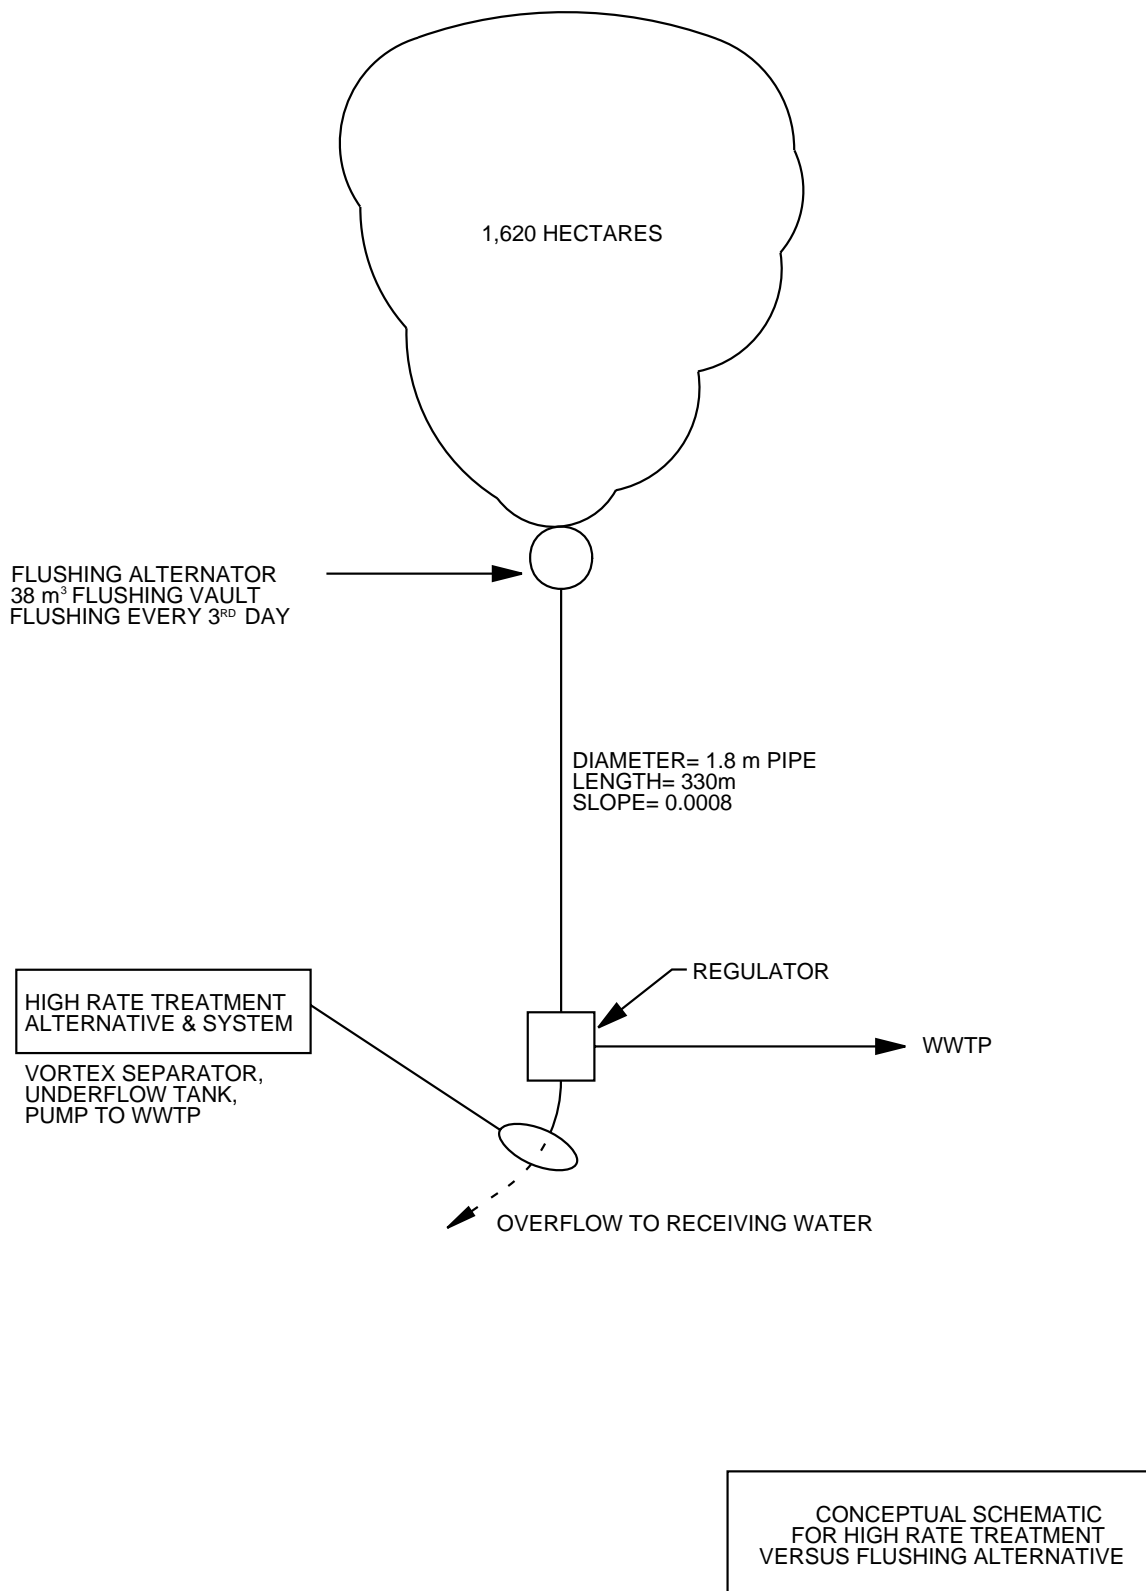 1,620 HECTARES
FLUSHING ALTERNATOR
38 m³ FLUSHING VAULT
FLUSHING EVERY 3ᴿᴰ DAY
DIAMETER= 1.8 m PIPE
LENGTH= 330m
SLOPE= 0.0008
REGULATOR
HIGH RATE TREATMENT
ALTERNATIVE & SYSTEM
WWTP
VORTEX SEPARATOR,
UNDERFLOW TANK,
PUMP TO WWTP
OVERFLOW TO RECEIVING WATER
CONCEPTUAL SCHEMATIC
FOR HIGH RATE TREATMENT
VERSUS FLUSHING ALTERNATIVE